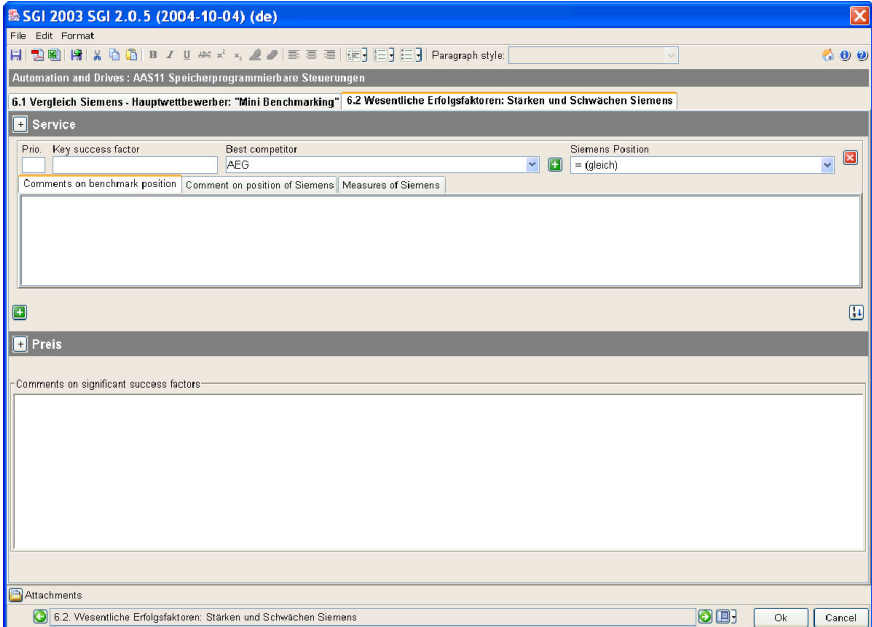 SGI 2003 SGI 2.0.5 (2004-10-04) (de)
File Edit Format
B I U ABC x² x₁ Paragraph style:
Automation and Drives : AAS11 Speicherprogrammierbare Steuerungen
6.1 Vergleich Siemens - Hauptwettbewerber: "Mini Benchmarking" 6.2 Wesentliche Erfolgsfaktoren: Stärken und Schwächen Siemens
+ Service
Prio. Key success factor Best competitor Siemens Position
AEG = (gleich)
Comments on benchmark position Comment on position of Siemens Measures of Siemens
+ Preis
Comments on significant success factors
Attachments
6.2. Wesentliche Erfolgsfaktoren: Stärken und Schwächen Siemens Ok Cancel